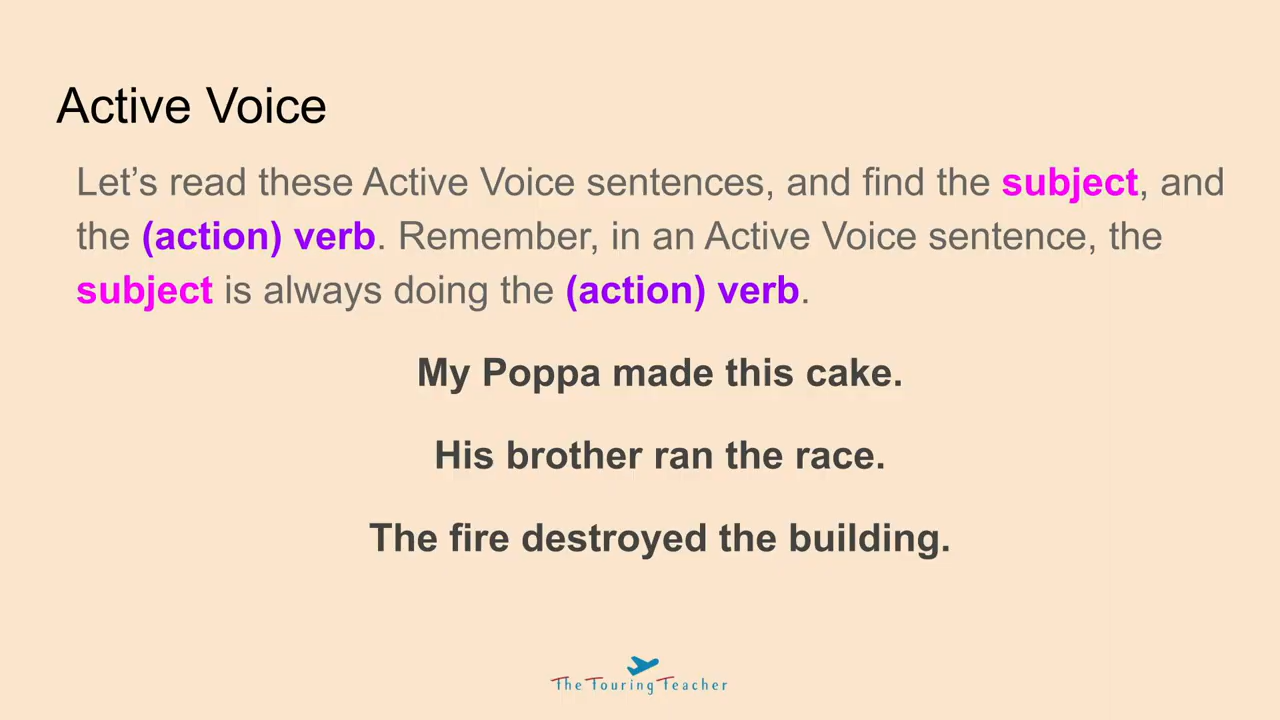 Active Voice
Let’s read these Active Voice sentences, and find the subject, and
the (action) verb. Remember, in an Active Voice sentence, the
subject is always doing the (action) verb.
My Poppa made this cake.
His brother ran the race.
The fire destroyed the building.
The Touring Teacher